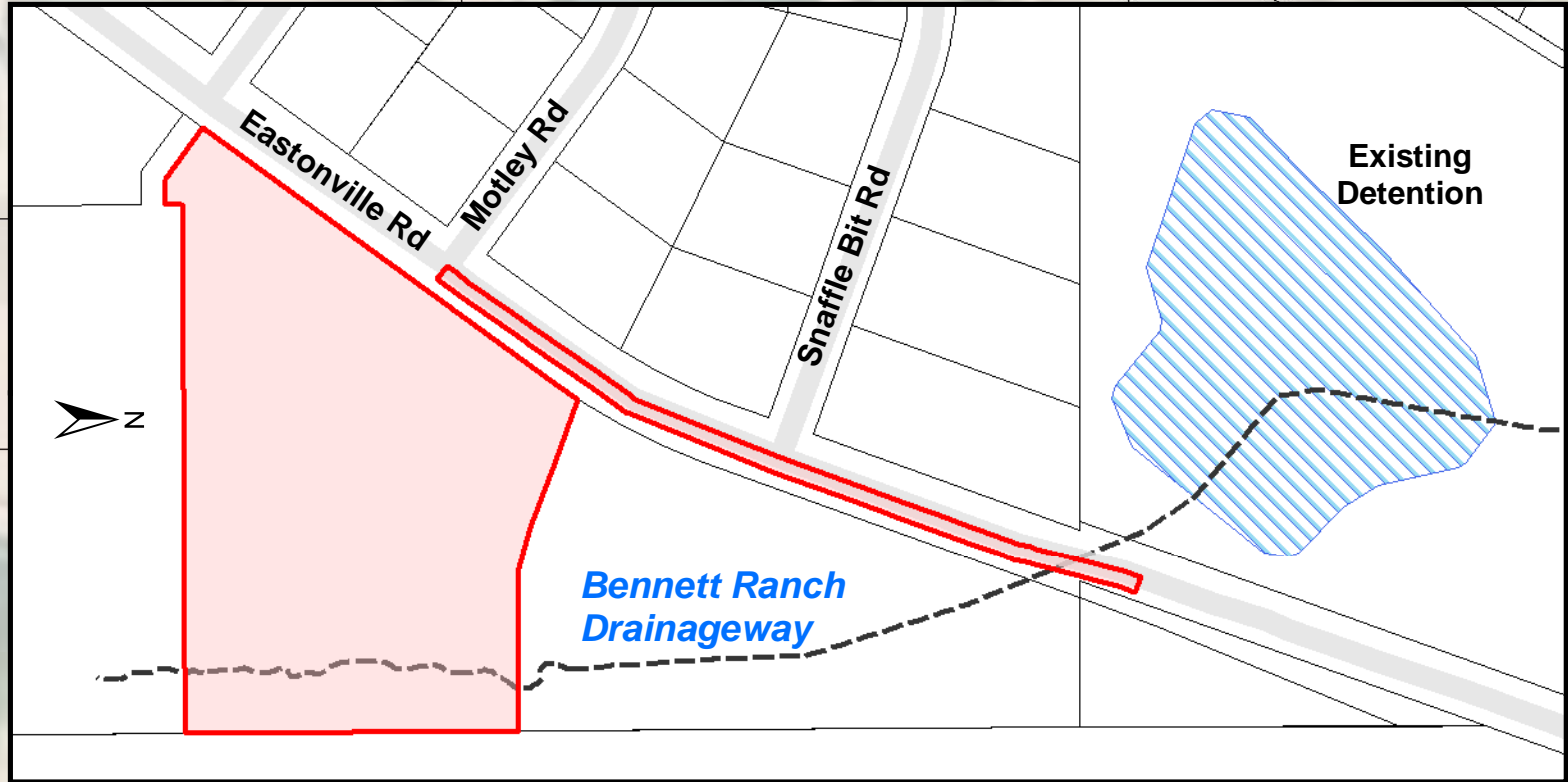 Eastonville Rd
Motley Rd
Snaffle Bit Rd
Existing
Detention
N
Bennett Ranch
Drainageway